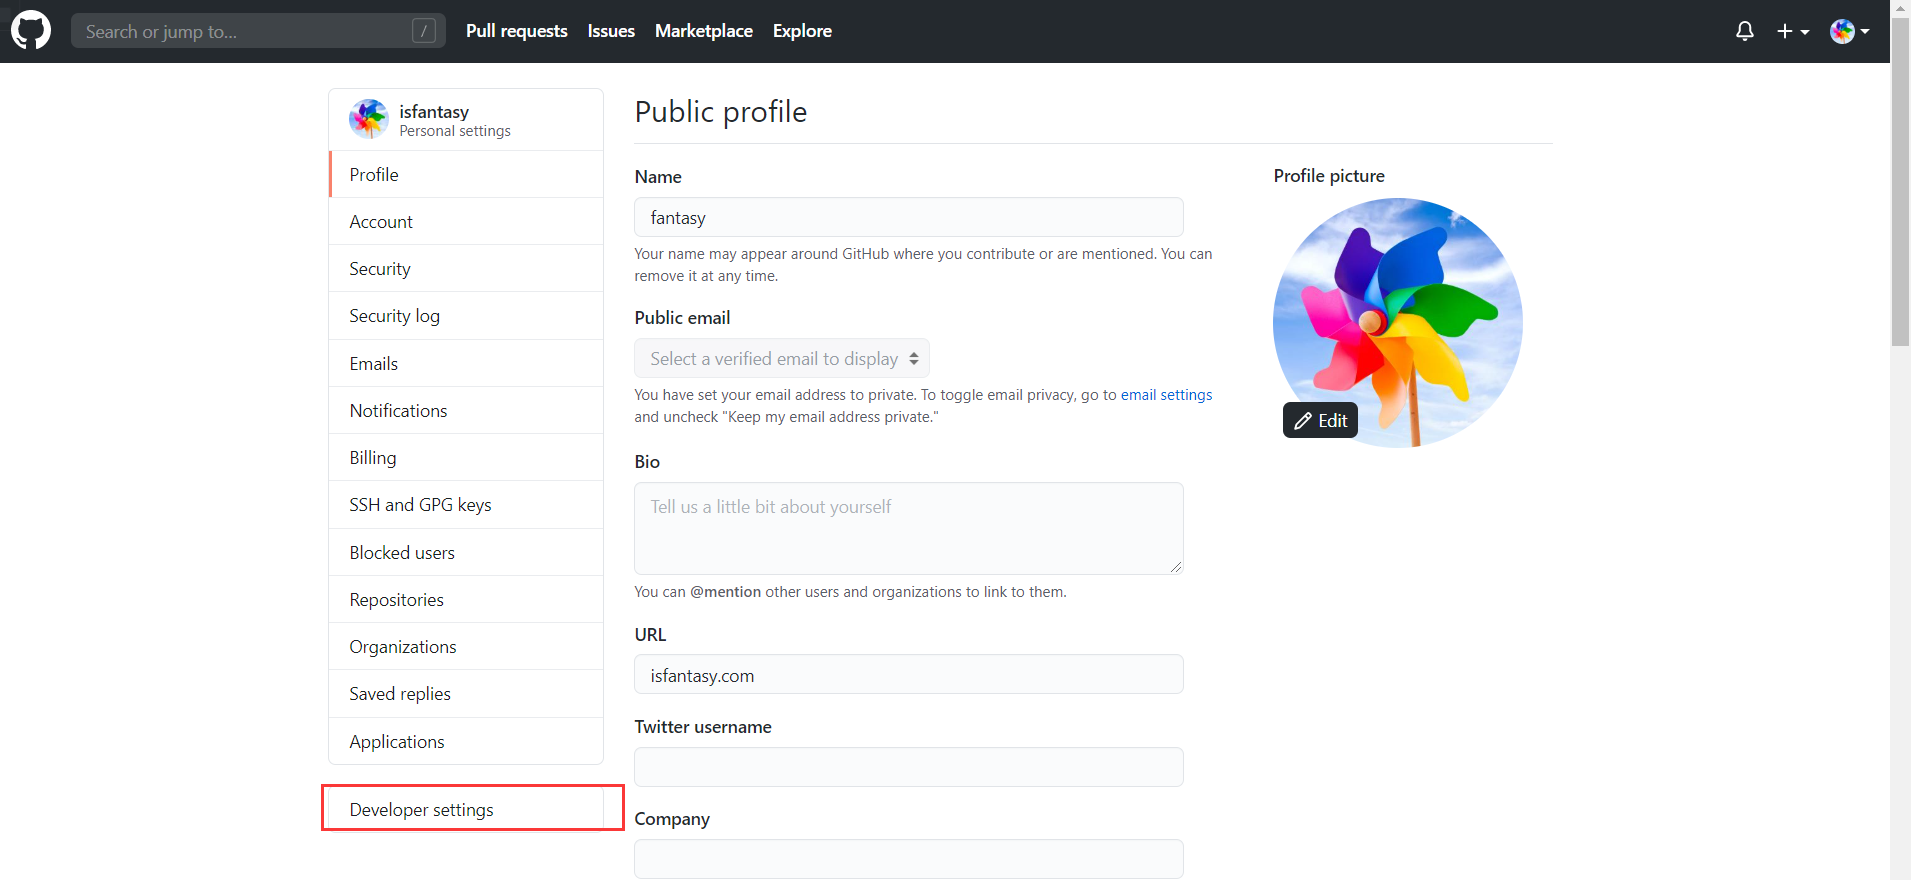 Search or jump to...
/
Pull requests
Issues
Marketplace
Explore
isfantasy
Personal settings
Profile
Account
Security
Security log
Emails
Notifications
Billing
SSH and GPG keys
Blocked users
Repositories
Organizations
Saved replies
Applications
Developer settings
Public profile
Name
fantasy
Your name may appear around GitHub where you contribute or are mentioned. You can
remove it at any time.
Public email
Select a verified email to display
You have set your email address to private. To toggle email privacy, go to email settings
and uncheck "Keep my email address private."
Bio
Tell us a little bit about yourself
You can @mention other users and organizations to link to them.
URL
isfantasy.com
Twitter username
Company
Profile picture
Edit